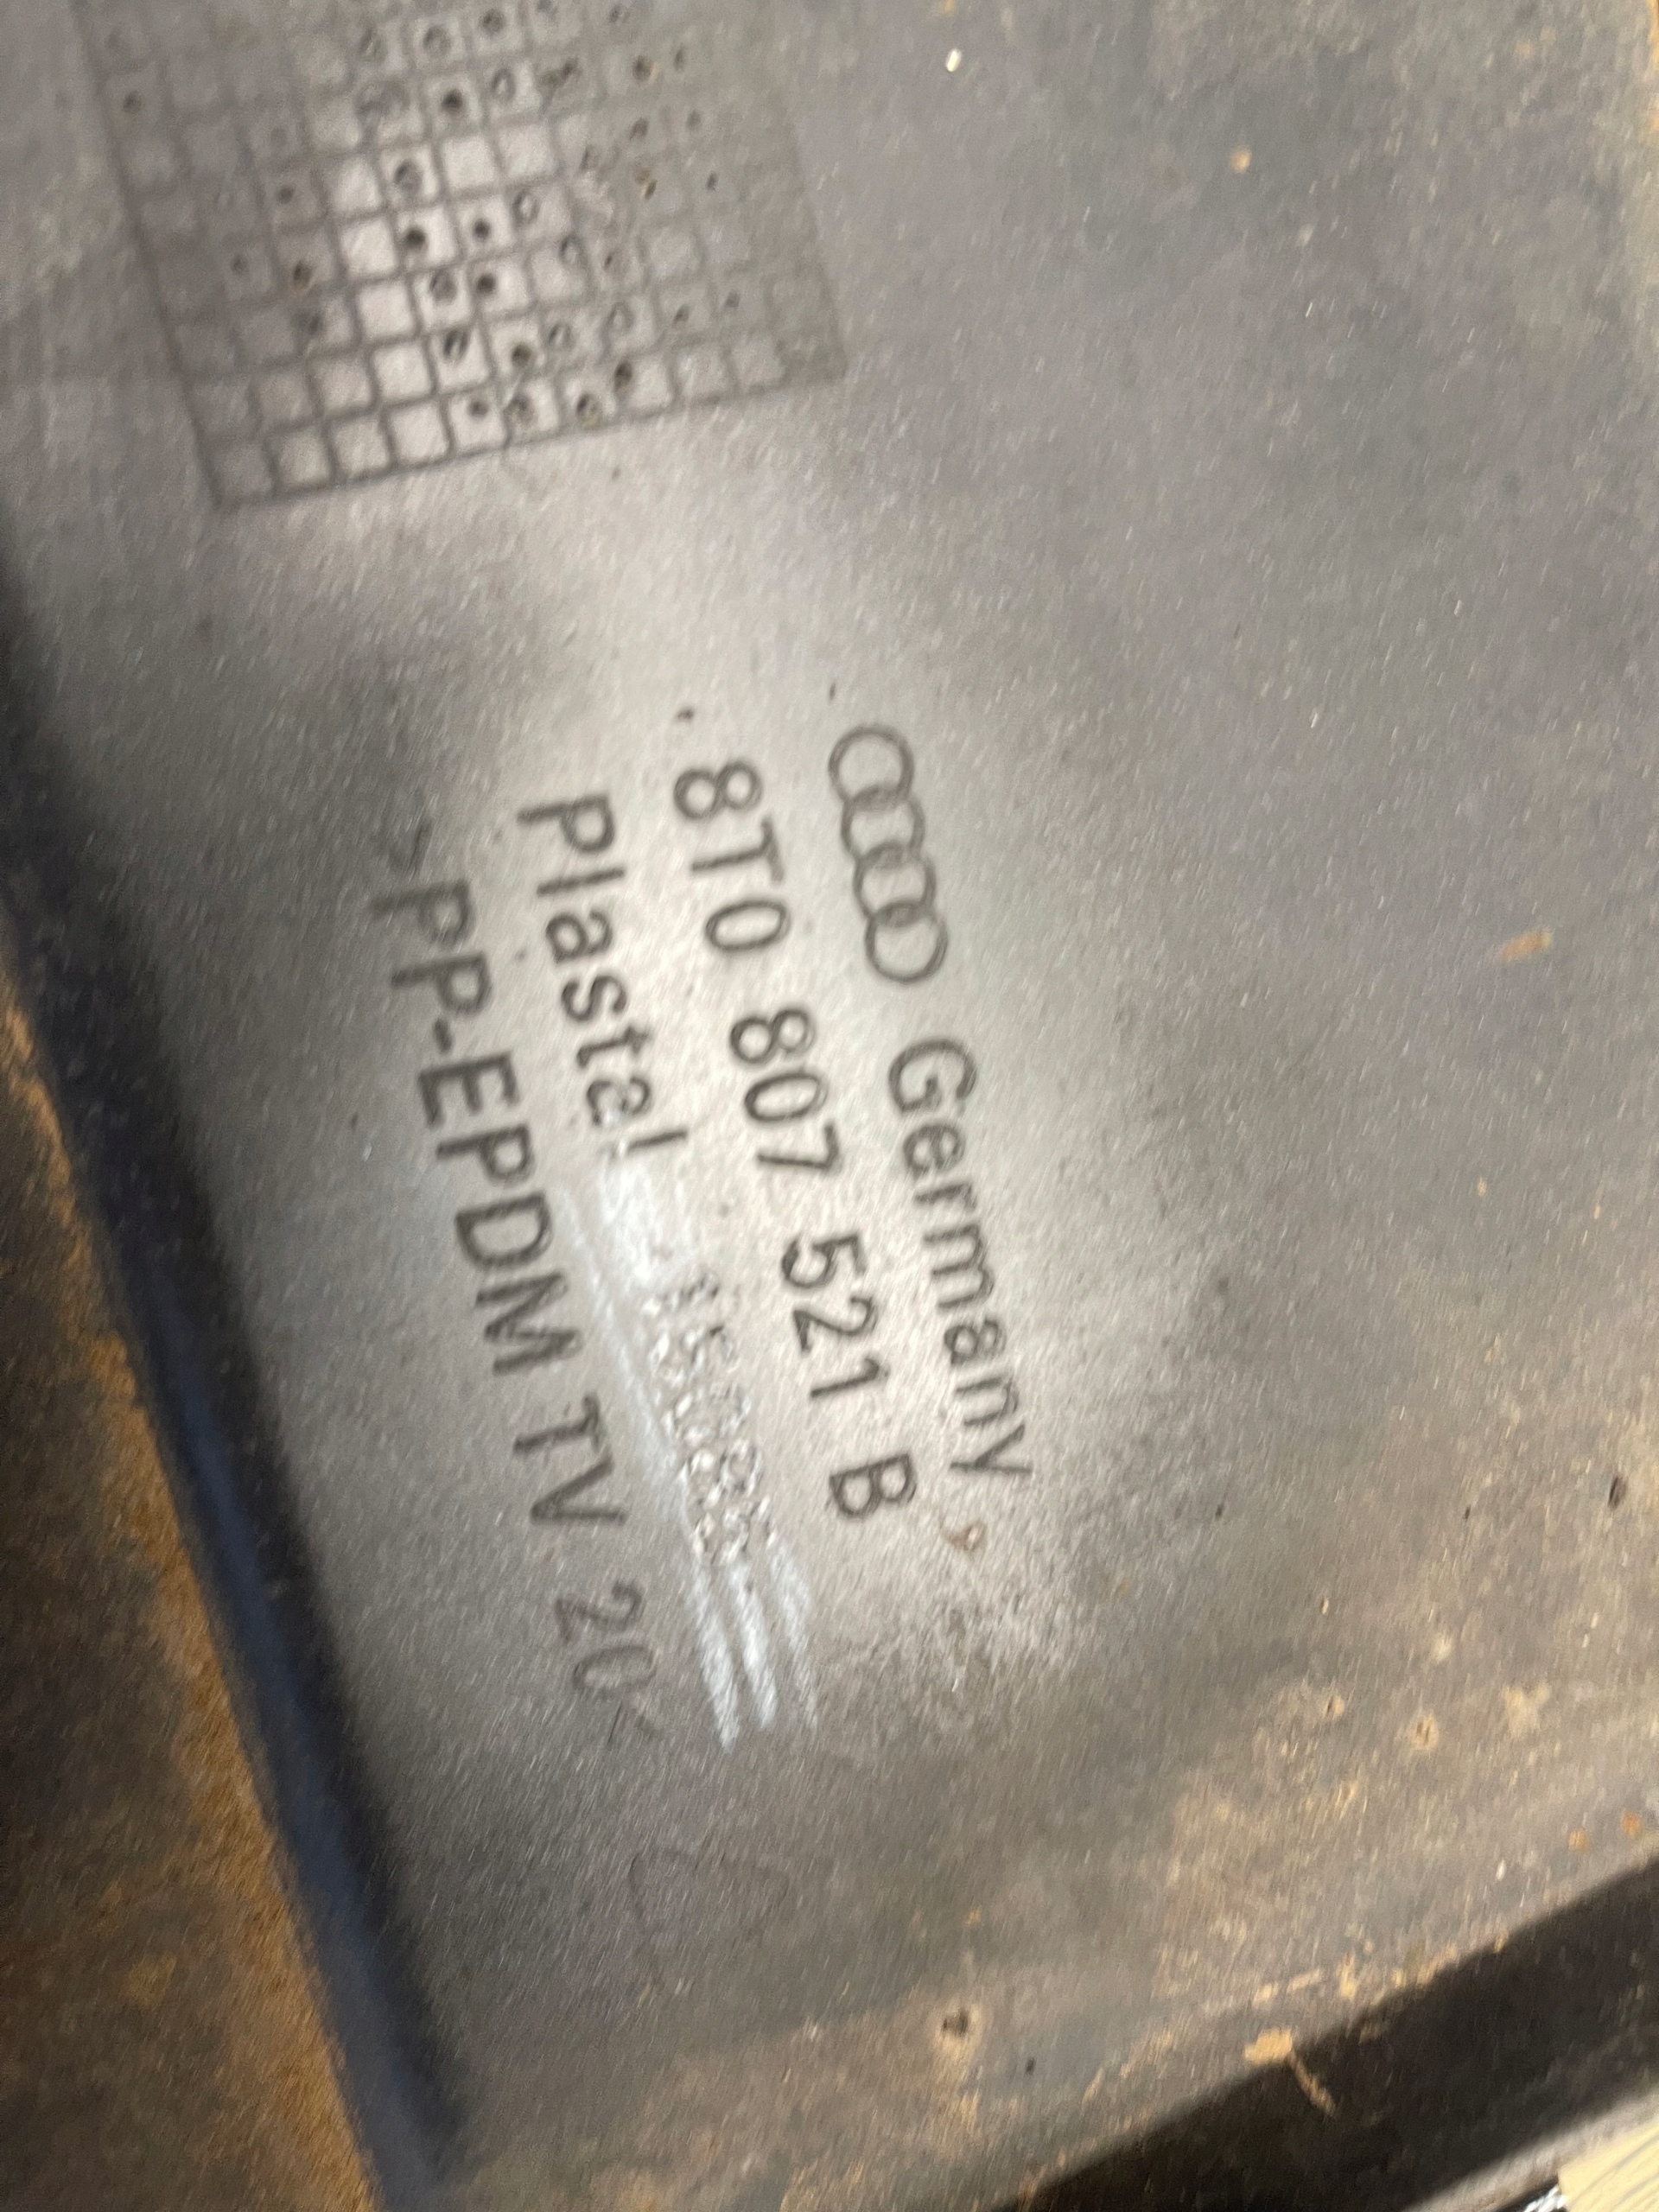 Germany
8T0 807 521 B
Plastal
>PP-EPDM TV 20<